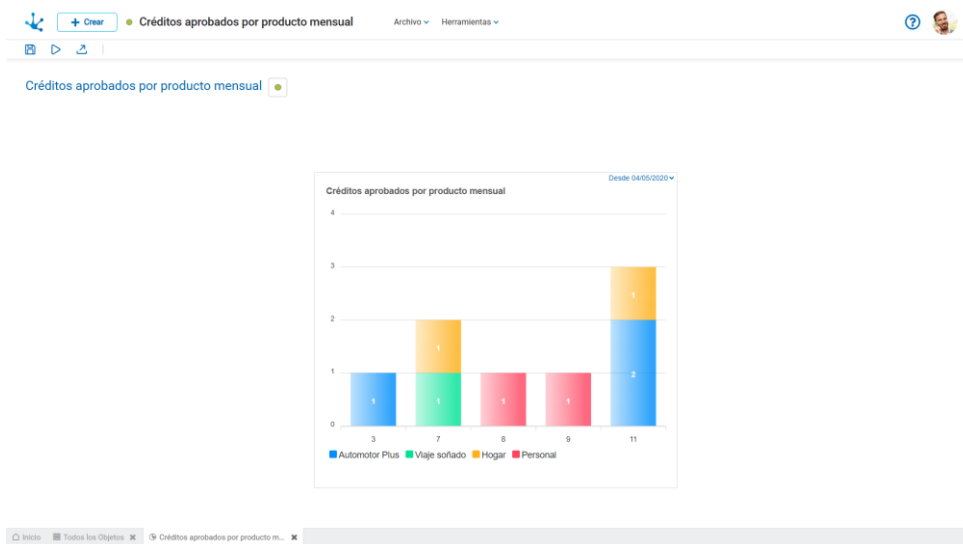 + Crear
Créditos aprobados por producto mensual
Archivo
Herramientas
?
Créditos aprobados por producto mensual
Desde 04/05/2020
Créditos aprobados por producto mensual
4
3
2
1
0
1
1
1
1
1
1
2
3 7 8 9 11
Automotor Plus Viaje soñado Hogar Personal
Inicio Todos los Objetos Créditos aprobados por producto m...